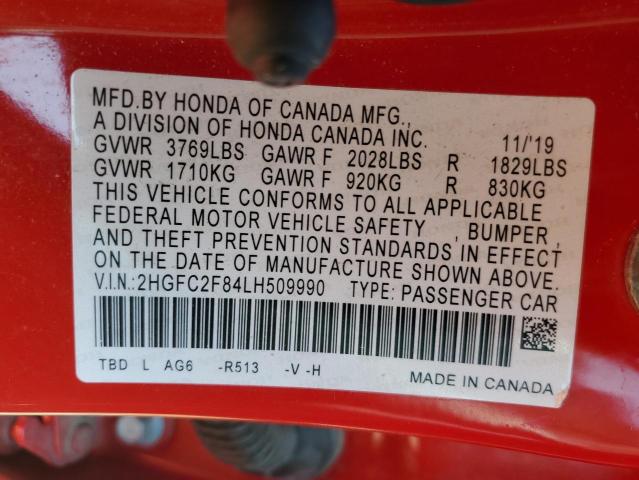 MFD.BY HONDA OF CANADA MFG.,
A DIVISION OF HONDA CANADA INC. 11/'19
GVWR 3769LBS GAWR F 2028LBS R 1829LBS
GVWR 1710KG GAWR F 920KG R 830KG
THIS VEHICLE CONFORMS TO ALL APPLICABLE
FEDERAL MOTOR VEHICLE SAFETY , BUMPER,
AND THEFT PREVENTION STANDARDS IN EFFECT
ON THE DATE OF MANUFACTURE SHOWN ABOVE.
V.I.N.:2HGFC2F84LH509990 TYPE: PASSENGER CAR
TBD L AG6 -R513 -V -H
MADE IN CANADA